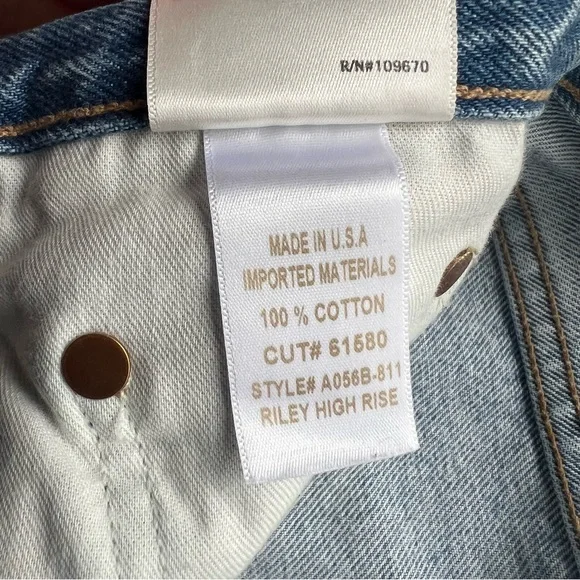 R/N#109670
MADE IN U.S.A
IMPORTED MATERIALS
100 % COTTON
CUT# 61580
STYLE# A056B-811
RILEY HIGH RISE